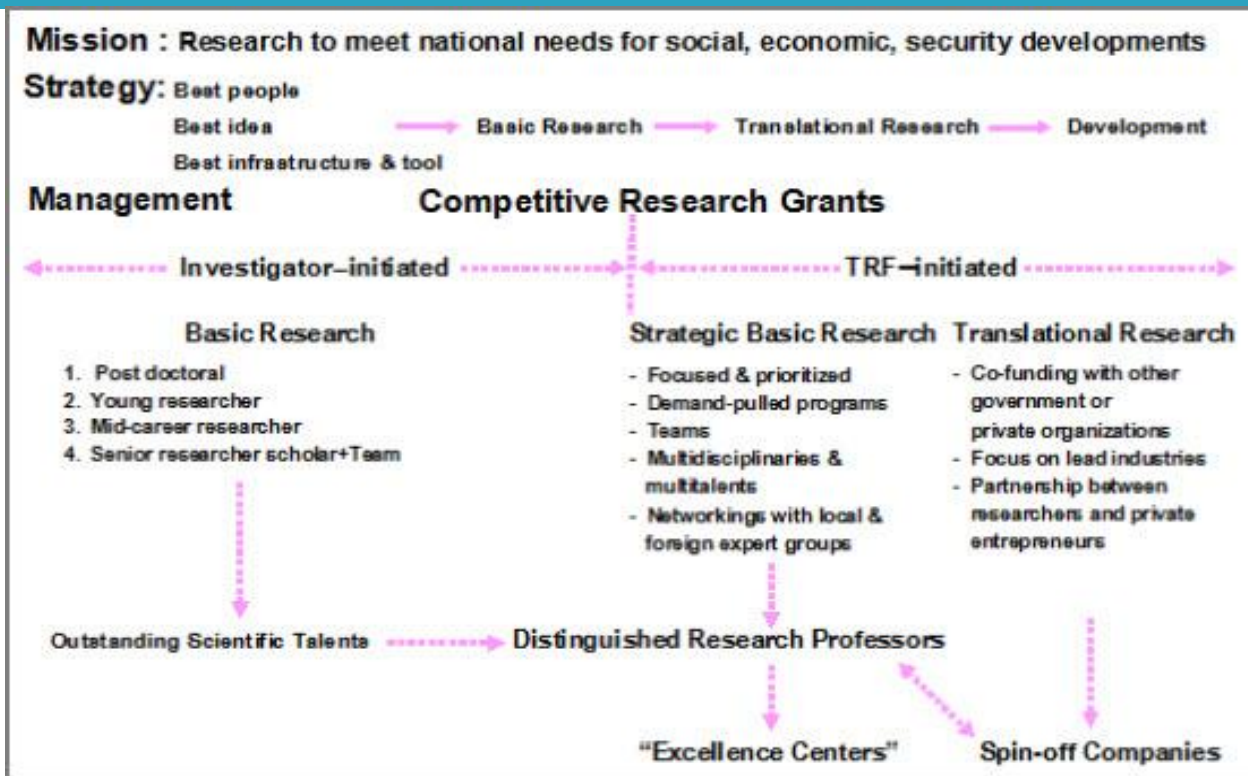 Mission : Research to meet national needs for social, economic, security developments
Strategy: Best people
Best idea Basic Research Translational Research Development
Best infrastructure & tool
Management Competitive Research Grants
Investigator–initiated TRF–initiated
Basic Research
1. Post doctoral
2. Young researcher
3. Mid-career researcher
4. Senior researcher scholar+Team
Strategic Basic Research
- Focused & prioritized
- Demand-pulled programs
- Teams
- Multidisciplinaries &
multitalents
- Networkings with local &
foreign expert groups
Translational Research
- Co-funding with other
government or
private organizations
- Focus on lead industries
- Partnership between
researchers and private
entrepreneurs
Outstanding Scientific Talents Distinguished Research Professors
“Excellence Centers” Spin-off Companies